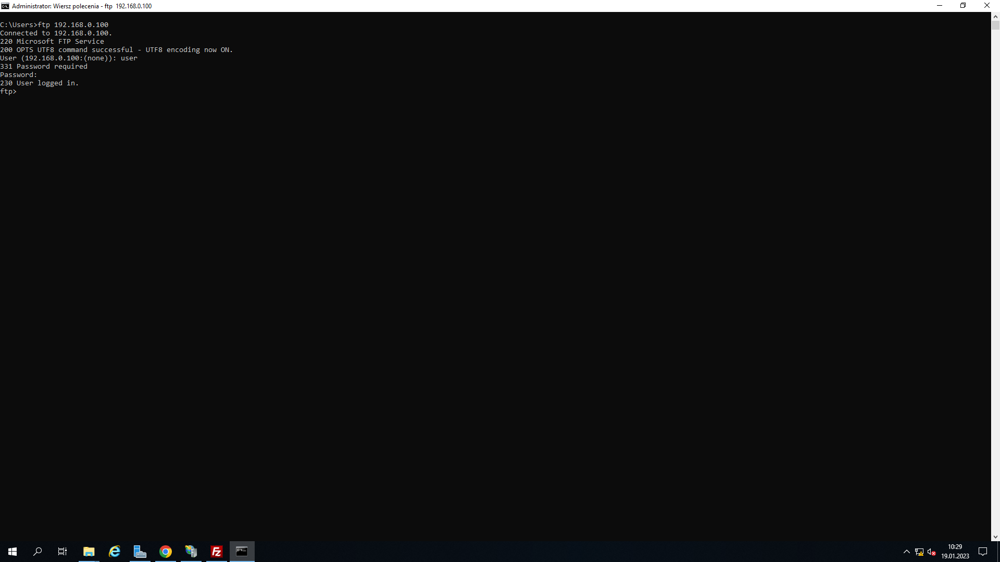 Administrator: Wiersz polecenia - ftp  192.168.0.100
C:\Users>ftp 192.168.0.100
Connected to 192.168.0.100.
220 Microsoft FTP Service
200 OPTS UTF8 command successful - UTF8 encoding now ON.
User (192.168.0.100:(none)): user
331 Password required
Password:
230 User logged in.
ftp>
10:29
19.01.2023